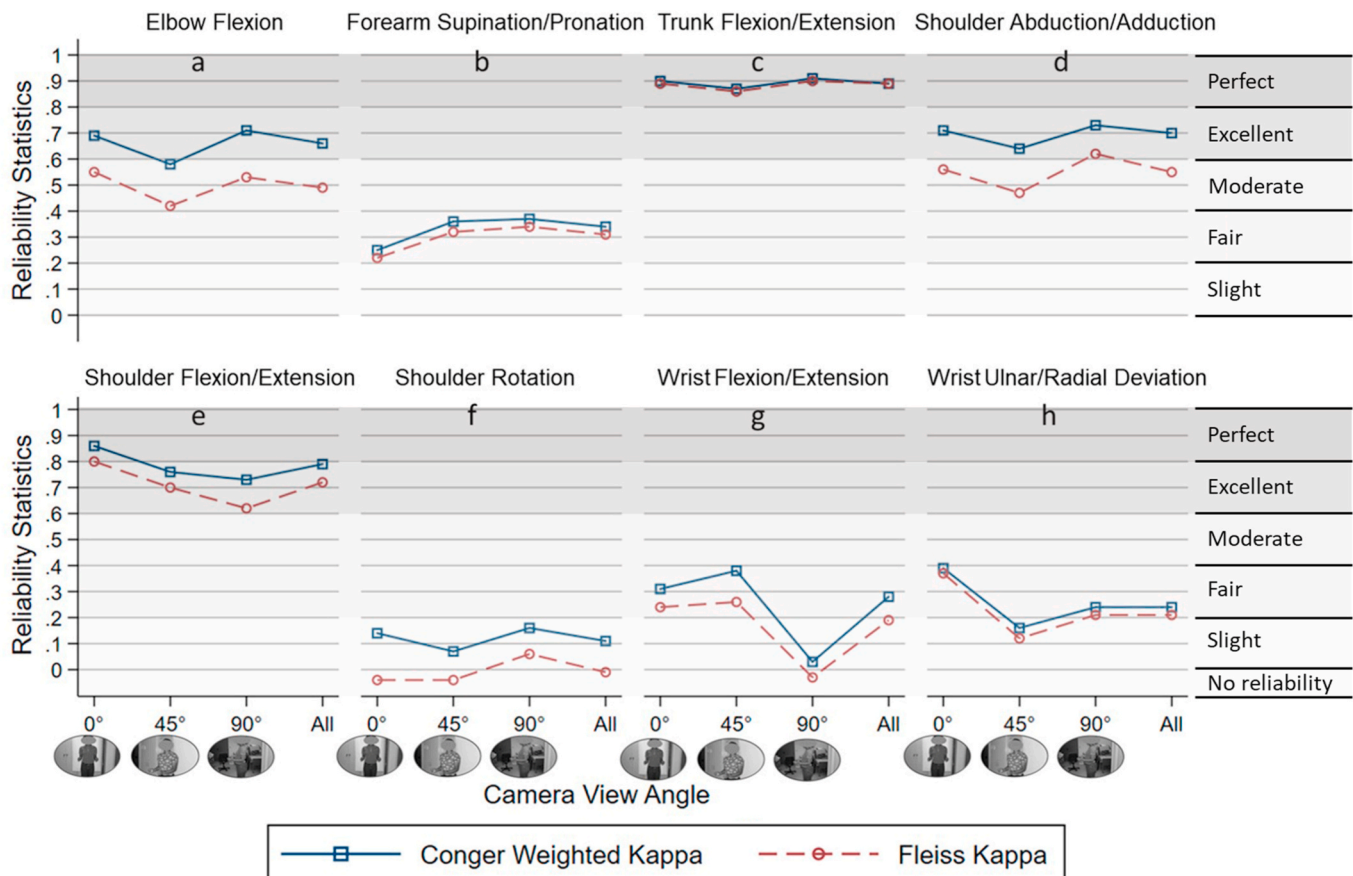 Elbow Flexion Forearm Supination/Pronation Trunk Flexion/Extension Shoulder Abduction/Adduction
a b c d
Reliability Statistics
1
.9
.8
.7
.6
.5
.4
.3
.2
.1
0
Perfect
Excellent
Moderate
Fair
Slight
Shoulder Flexion/Extension Shoulder Rotation Wrist Flexion/Extension Wrist Ulnar/Radial Deviation
e f g h
Reliability Statistics
1
.9
.8
.7
.6
.5
.4
.3
.2
.1
0
Perfect
Excellent
Moderate
Fair
Slight
No reliability
0° 45° 90° All 0° 45° 90° All 0° 45° 90° All 0° 45° 90° All
Camera View Angle
Conger Weighted Kappa Fleiss Kappa